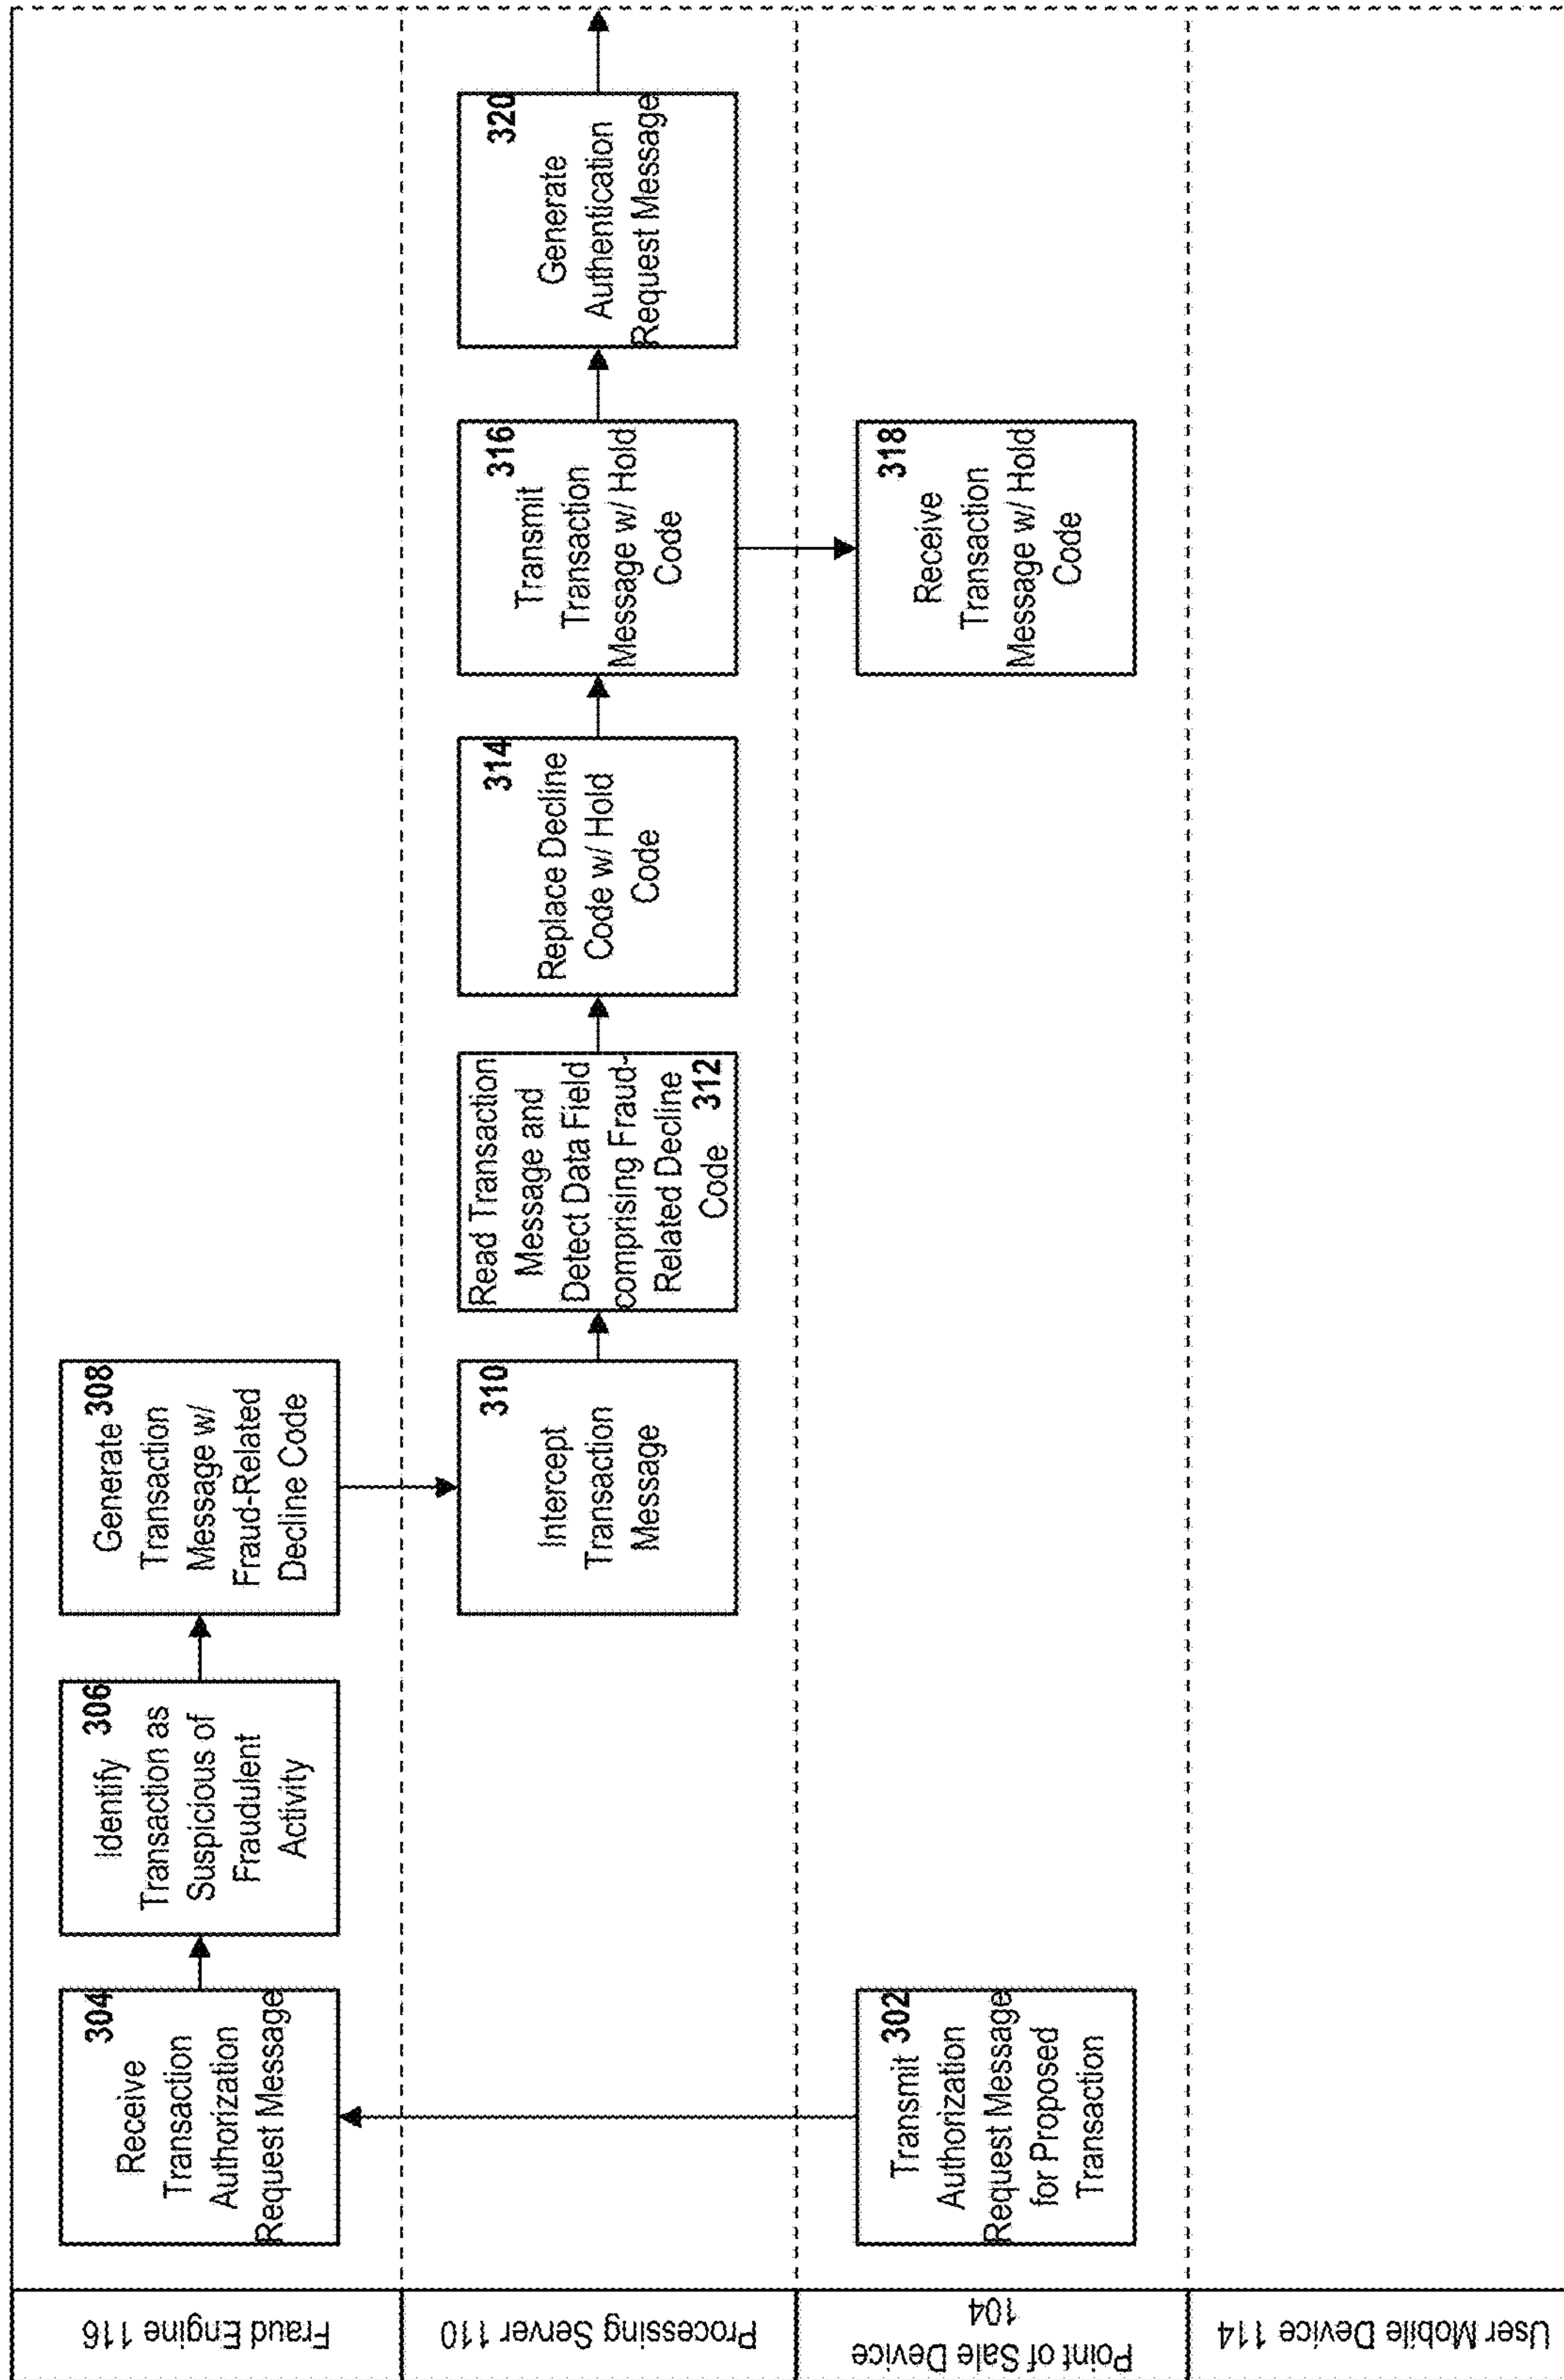 Fraud Engine 116
Receive
304
Transaction
Authorization
Request Message
Identify
306
Transaction as
Suspicious of
Fraudulent
Activity
Generate 308
Transaction
Message w/
Fraud-Related
Decline Code
Processing Server 110
310
Intercept
Transaction
Message
Read Transaction
Message and
Detect Data Field
comprising Fraud-
Related Decline
Code 312
314
Replace Decline
Code w/ Hold
Code
316
Transmit
Transaction
Message w/ Hold
Code
320
Generate
Authentication
Request Message
Point of Sale Device
104
Transmit 302
Authorization
Request Message
for Proposed
Transaction
318
Receive
Transaction
Message w/ Hold
Code
User Mobile Device 114